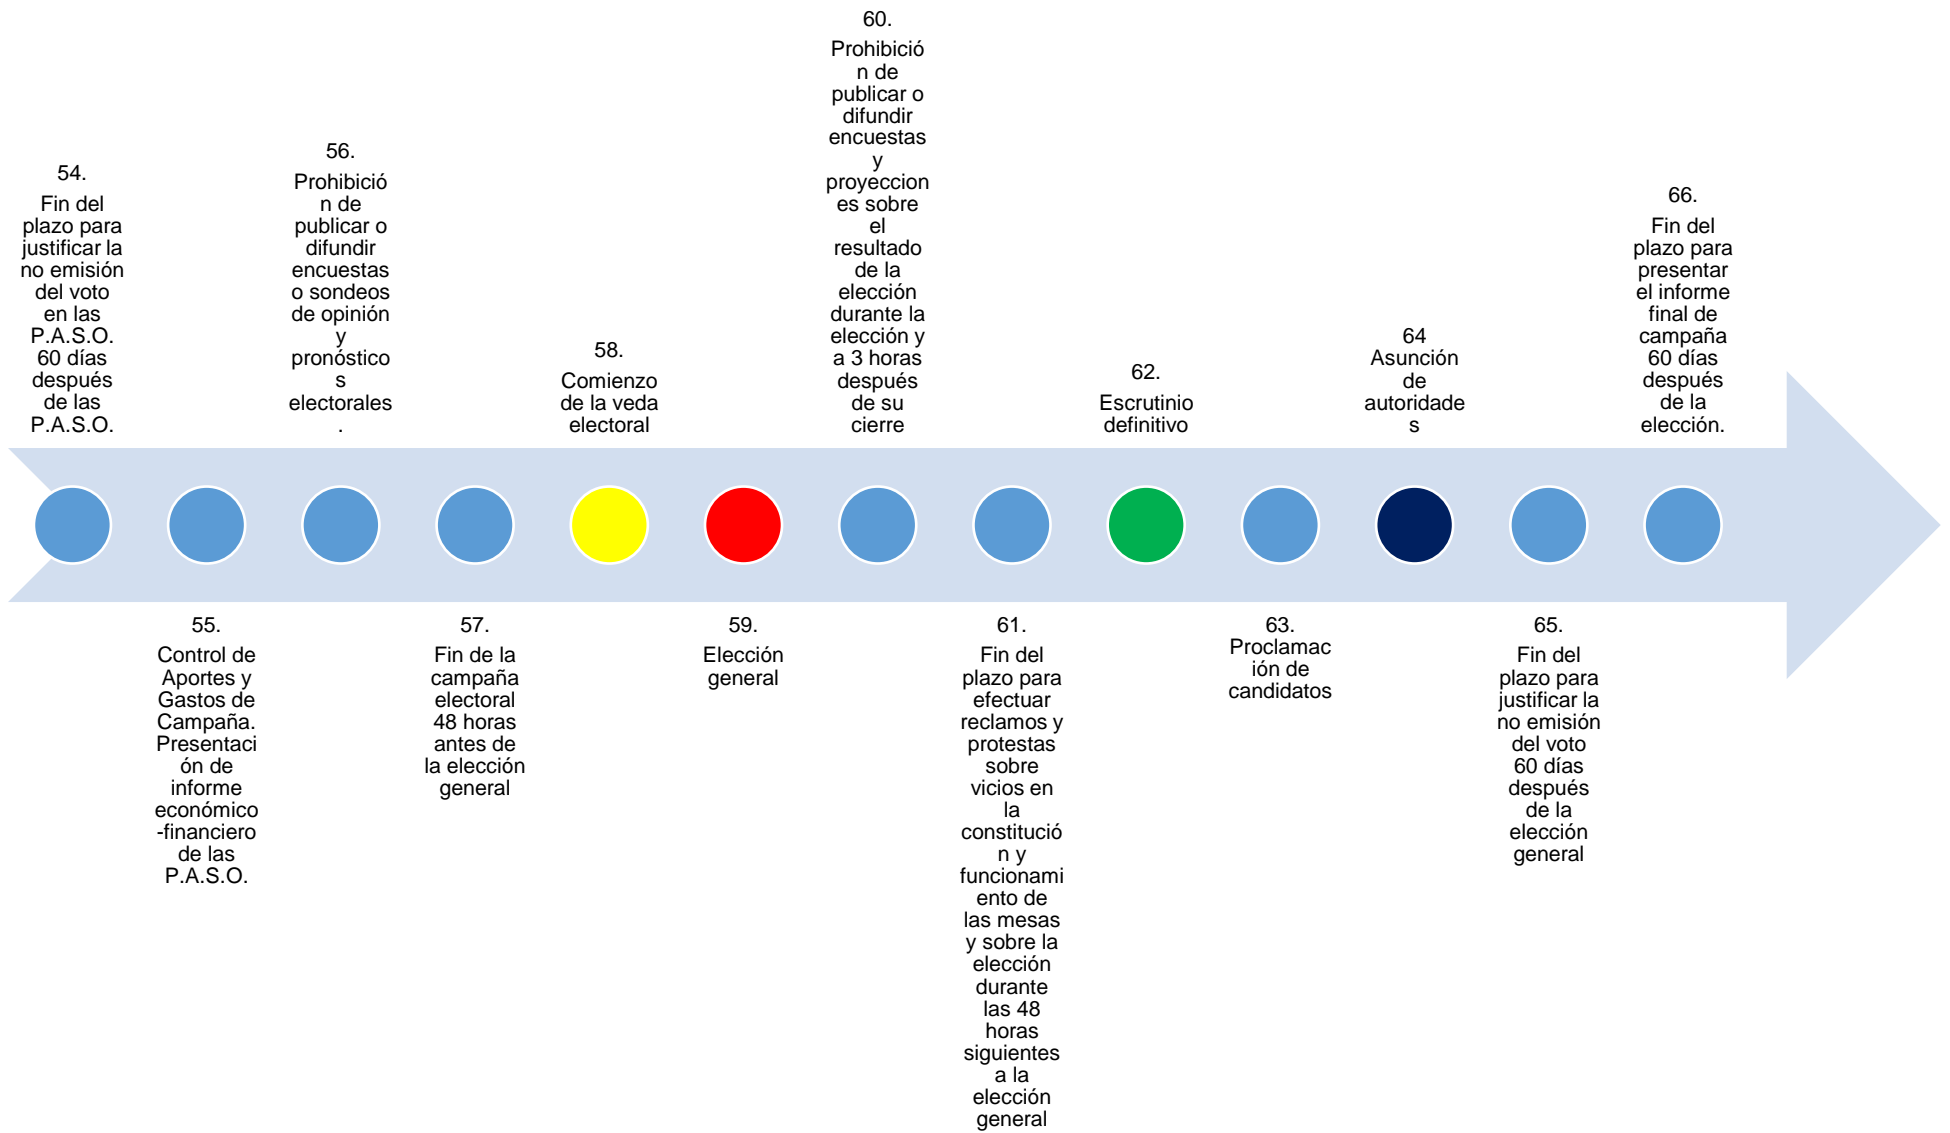 54.
Fin del
plazo para
justificar la
no emisión
del voto
en las
P.A.S.O.
60 días
después
de las
P.A.S.O.
55.
Control de
Aportes y
Gastos de
Campaña.
Presentaci
ón de
informe
económico
-financiero
de las
P.A.S.O.
56.
Prohibició
n de
publicar o
difundir
encuestas
o sondeos
de opinión
y
pronóstico
s
electorales
.
57.
Fin de la
campaña
electoral
48 horas
antes de
la elección
general
58.
Comienzo
de la veda
electoral
59.
Elección
general
60.
Prohibició
n de
publicar o
difundir
encuestas
y
proyeccion
es sobre
el
resultado
de la
elección
durante la
elección y
a 3 horas
después
de su
cierre
61.
Fin del
plazo para
efectuar
reclamos y
protestas
sobre
vicios en
la
constitució
n y
funcionami
ento de
las mesas
y sobre la
elección
durante
las 48
horas
siguientes
a la
elección
general
62.
Escrutinio
definitivo
63.
Proclamac
ión de
candidatos
64
Asunción
de
autoridade
s
65.
Fin del
plazo para
justificar la
no emisión
del voto
60 días
después
de la
elección
general
66.
Fin del
plazo para
presentar
el informe
final de
campaña
60 días
después
de la
elección.